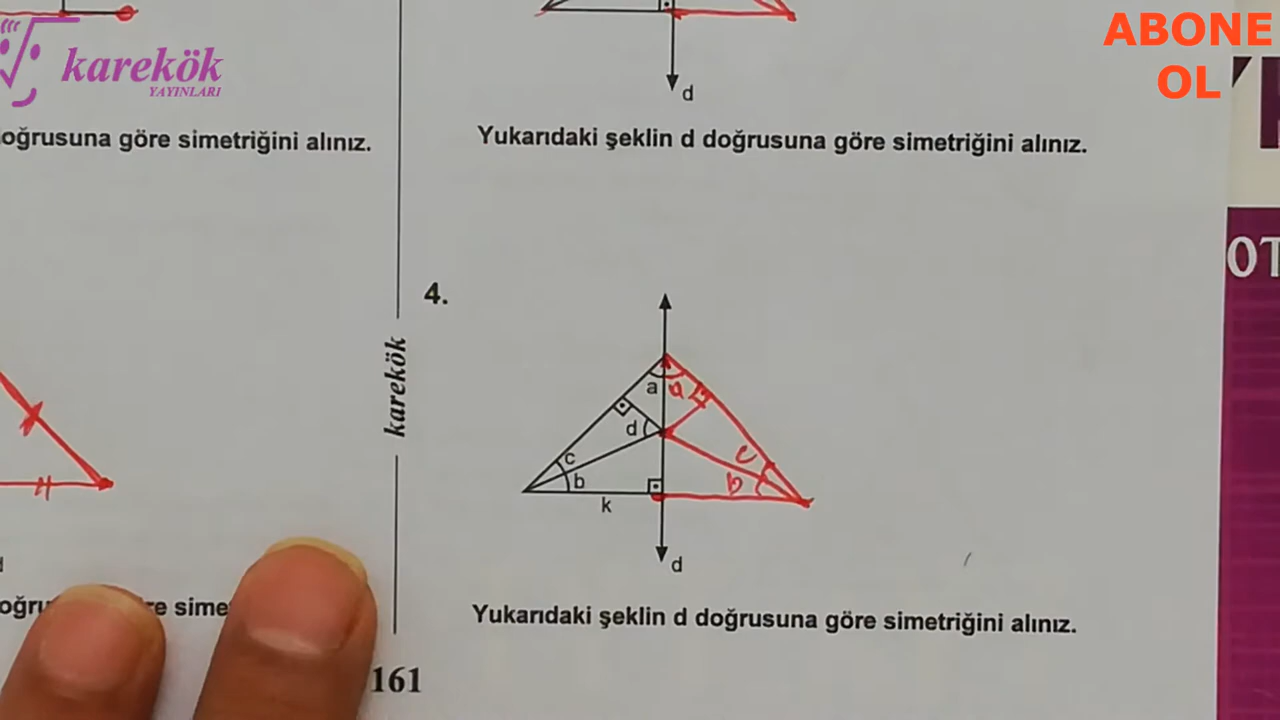 karekök
YAYINLARI
ABONE
OL
oğrusuna göre simetriğini alınız.
d
Yukarıdaki şeklin d doğrusuna göre simetriğini alınız.
OT
4.
karekök
a
a
d
c
b
c
b
k
d
Yukarıdaki şeklin d doğrusuna göre simetriğini alınız.
161